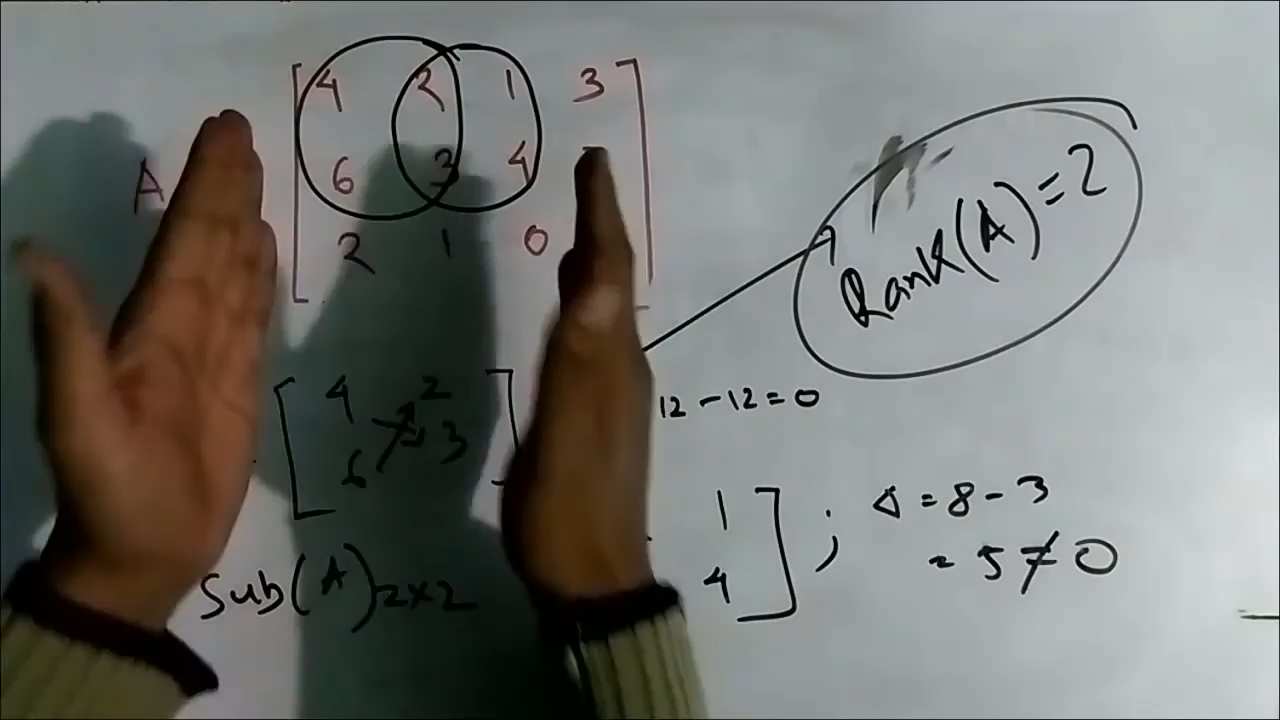 4 2 1 3
A
6 3 4
2 1 0
Rank(A)=2
4 2
6 3
12-12=0
1
4
; Δ = 8-3
= 5 ≠ 0
Sub(A)2×2